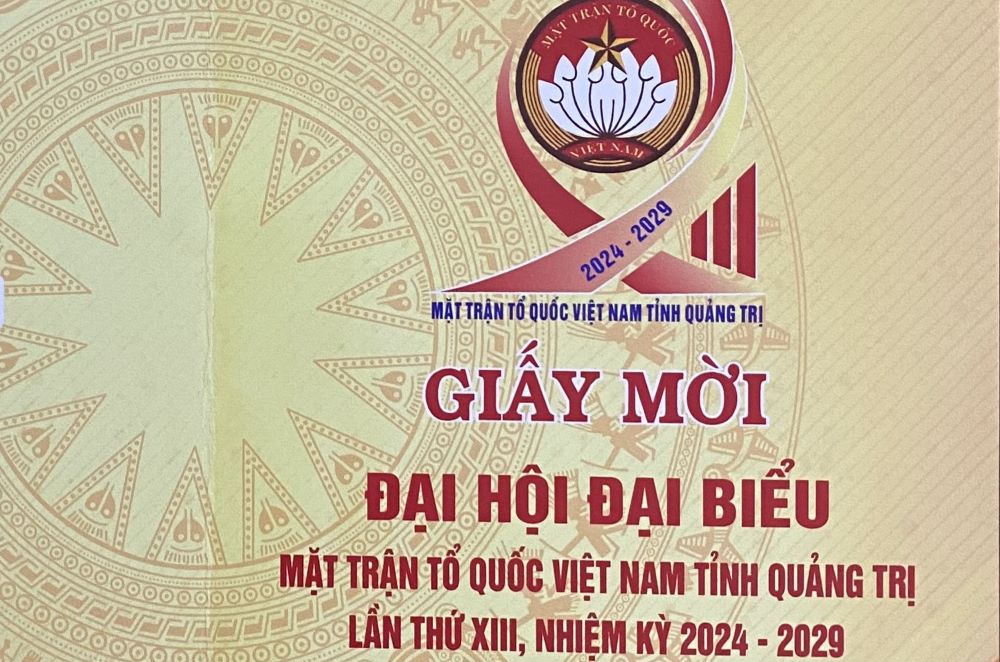 MẶT TRẬN TỔ QUỐC
VIỆT NAM
2024 - 2029
MẶT TRẬN TỔ QUỐC VIỆT NAM TỈNH QUẢNG TRỊ
GIẤY MỜI
ĐẠI HỘI ĐẠI BIỂU
MẶT TRẬN TỔ QUỐC VIỆT NAM TỈNH QUẢNG TRỊ
LẦN THỨ XIII, NHIỆM KỲ 2024 - 2029